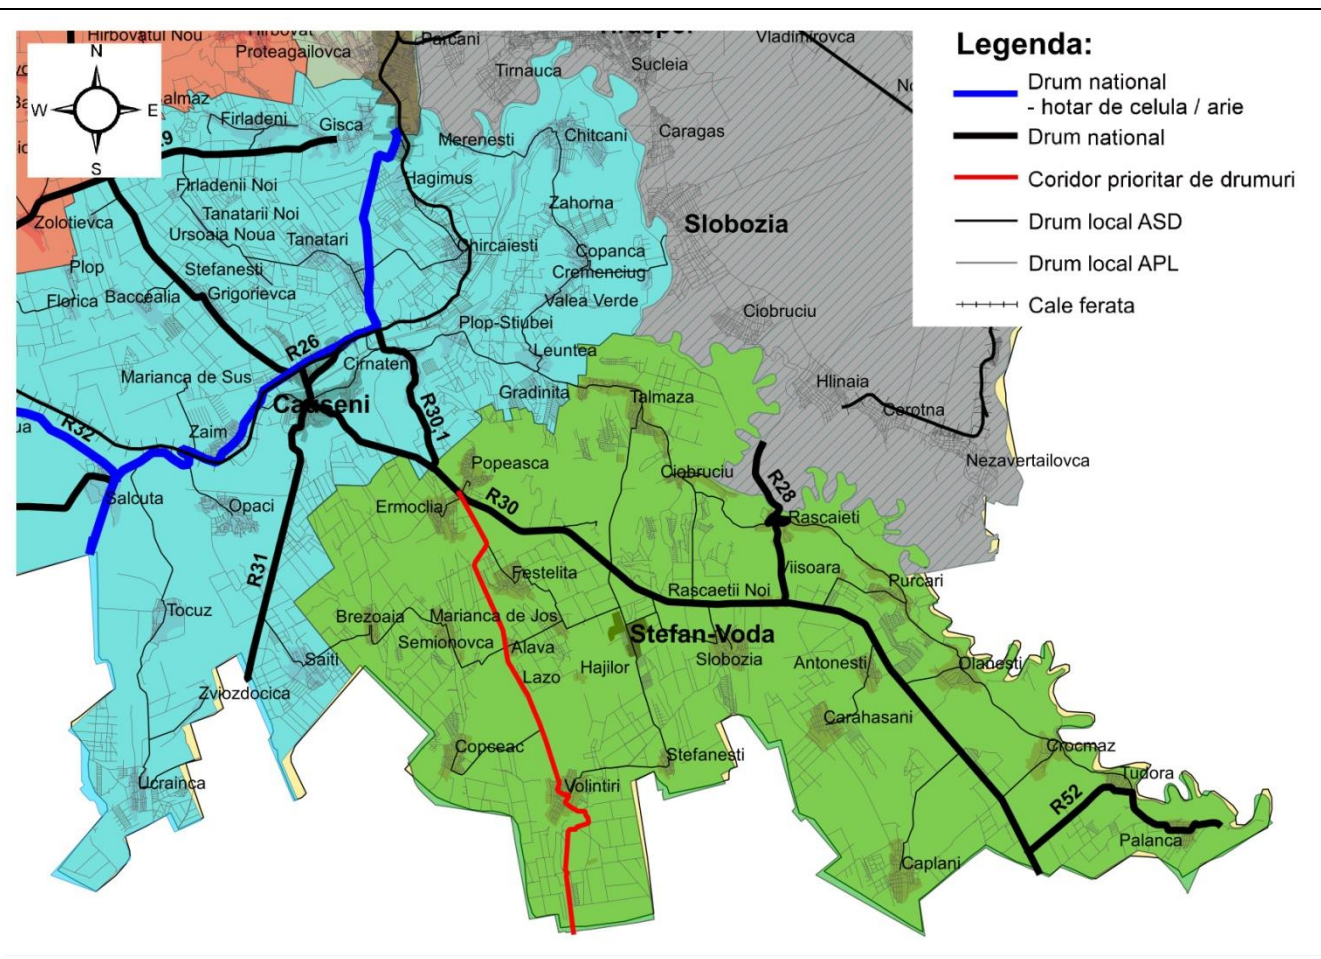 Hirbovatul Nou
Hirbovat
Proteagailovca
Parcani
Vladimirovca
Sucleia
Tirnauca
N
W
E
S
Legenda:
Drum national
- hotar de celula / arie
Drum national
Coridor prioritar de drumuri
Drum local ASD
Drum local APL
Cale ferata
Firladeni
Gisca
Merenesti
Chitcani
Caragas
Hagimus
Firladenii Noi
Zahorna
Tanatarii Noi
Zolotievca
Ursoaia Noua
Tanatari
Slobozia
Chircaiesti
Copanca
Plop
Stefanesti
Cremenciug
Florica
Baccealia
Grigorievca
Valea Verde
Ciobruciu
Plop-Stiubei
R26
Leuntea
Cirnaten
Marianca de Sus
Hlinaia
Gradinita
Causeni
Talmaza
Corotna
R30,1
R32
Zaim
Nezavertailovca
Popeasca
Ciobruciu
R28
Salcuta
Opaci
Ermoclia
R30
Rascaieti
R31
Festelita
Viisoara
Purcari
Rascaetii Noi
Tocuz
Brezoaia
Marianca de Jos
Semionovca
Stefan-Voda
Alava
Saiti
Hajilor
Slobozia
Antonesti
Olanesti
Lazo
Zviozdocica
Carahasani
Copceac
Stefanesti
Crocmaz
Ucrainca
Volintiri
Tudora
R52
Palanca
Caplani